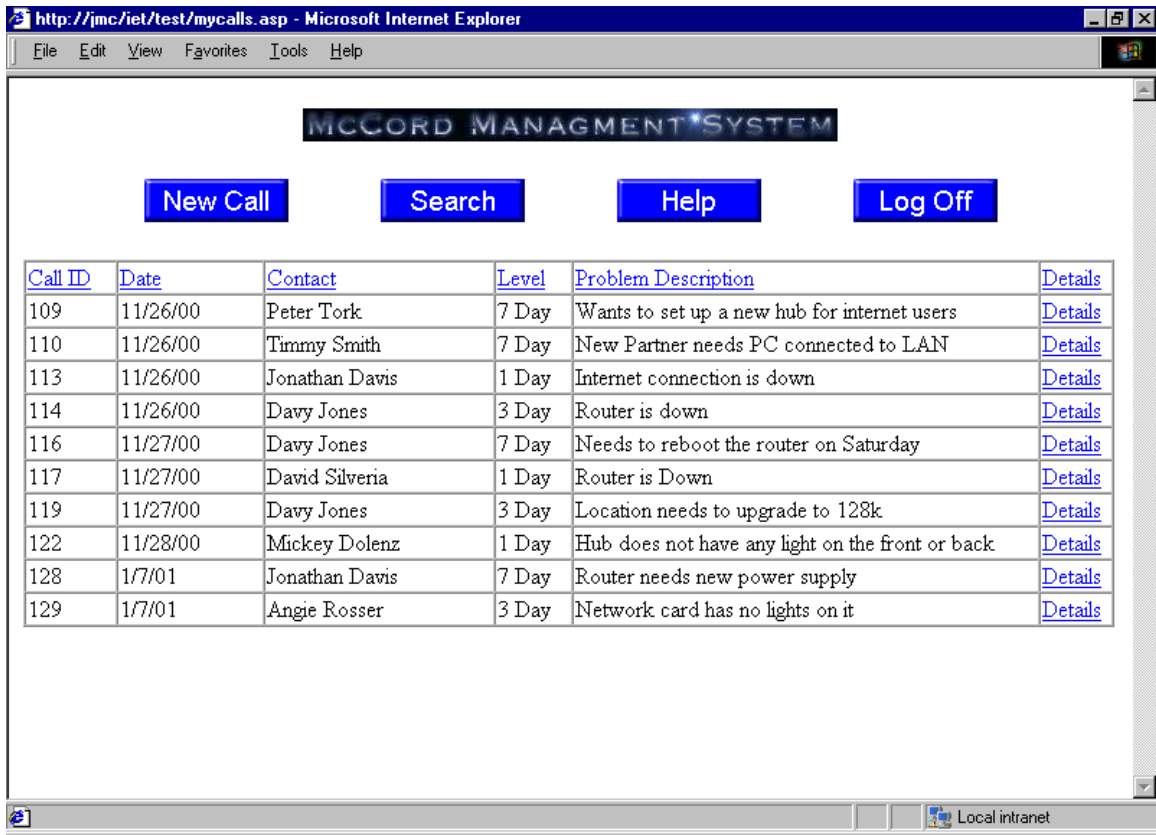 http://jmc/iet/test/mycalls.asp - Microsoft Internet Explorer
File Edit View Favorites Tools Help
McCord Managment System
New Call Search Help Log Off
Call ID Date Contact Level Problem Description Details
109 11/26/00 Peter Tork 7 Day Wants to set up a new hub for internet users Details
110 11/26/00 Timmy Smith 7 Day New Partner needs PC connected to LAN Details
113 11/26/00 Jonathan Davis 1 Day Internet connection is down Details
114 11/26/00 Davy Jones 3 Day Router is down Details
116 11/27/00 Davy Jones 7 Day Needs to reboot the router on Saturday Details
117 11/27/00 David Silveria 1 Day Router is Down Details
119 11/27/00 Davy Jones 3 Day Location needs to upgrade to 128k Details
122 11/28/00 Mickey Dolenz 1 Day Hub does not have any light on the front or back Details
128 1/7/01 Jonathan Davis 7 Day Router needs new power supply Details
129 1/7/01 Angie Rosser 3 Day Network card has no lights on it Details
Local intranet